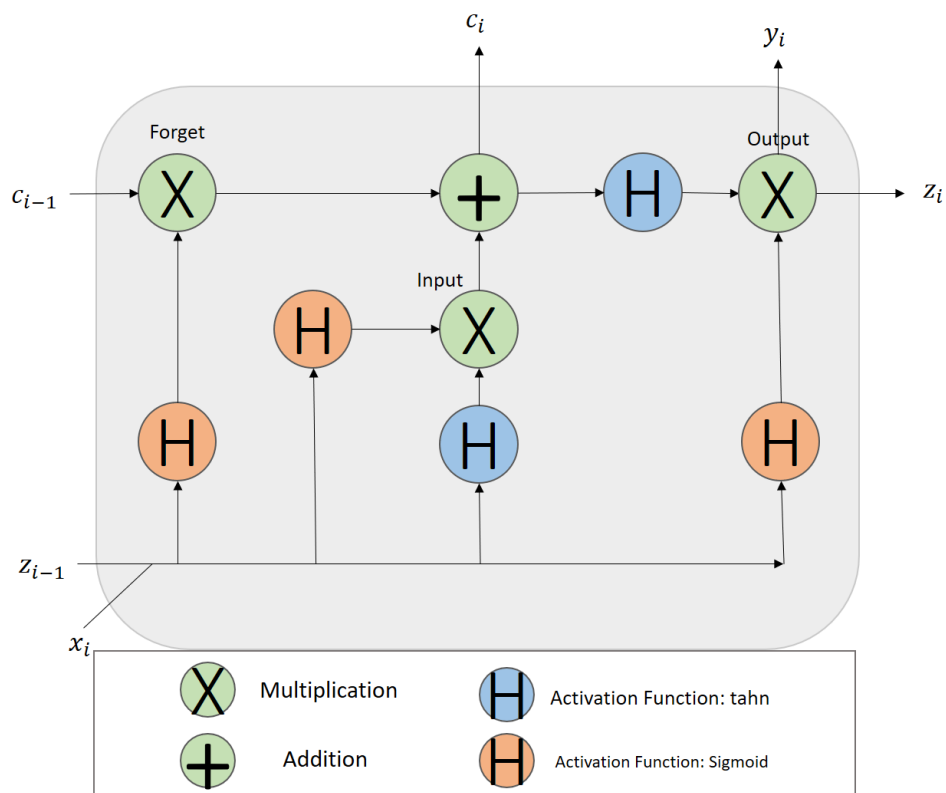 c_i
y_i
Forget
Output
X
+
H
X
c_{i-1}
z_i
Input
H
X
H
H
H
z_{i-1}
x_i
X
Multiplication
H
Activation Function: tahn
+
Addition
H
Activation Function: Sigmoid